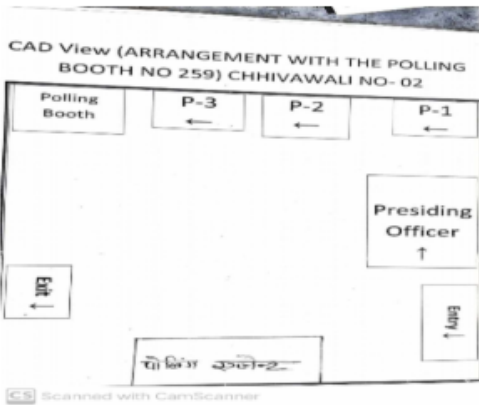 CAD View (ARRANGEMENT WITH THE POLLING
BOOTH NO 259) CHHIVAWALI NO- 02
Polling
Booth
P-3
←
P-2
←
P-1
←
Presiding
Officer
↑
Exit ↓
Entry ↓
पोलिंग एजेन्ट
CS Scanned with CamScanner